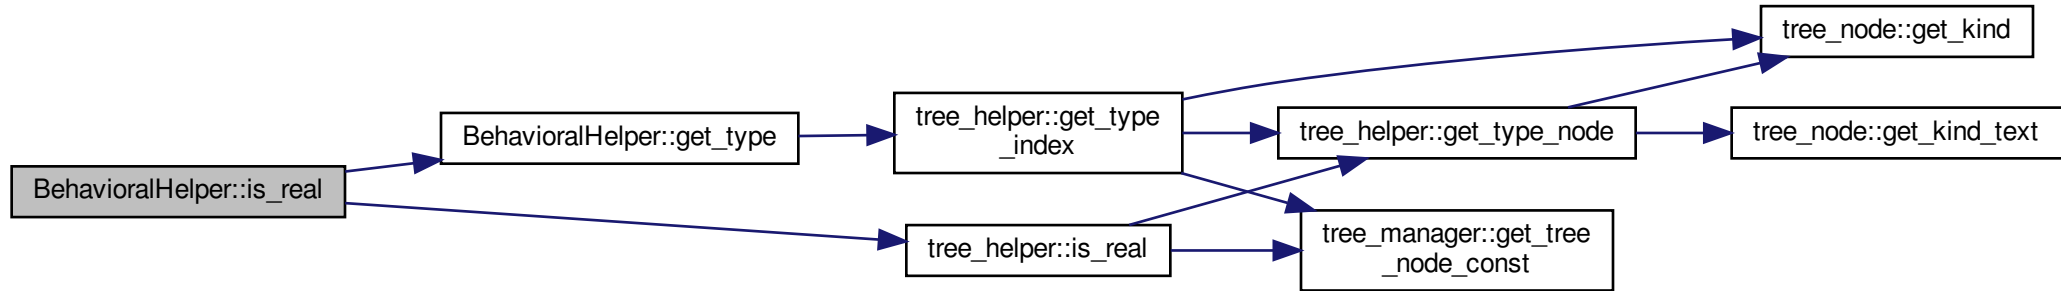 BehavioralHelper::is_real
BehavioralHelper::get_type
tree_helper::get_type
_index
tree_helper::is_real
tree_helper::get_type_node
tree_manager::get_tree
_node_const
tree_node::get_kind
tree_node::get_kind_text